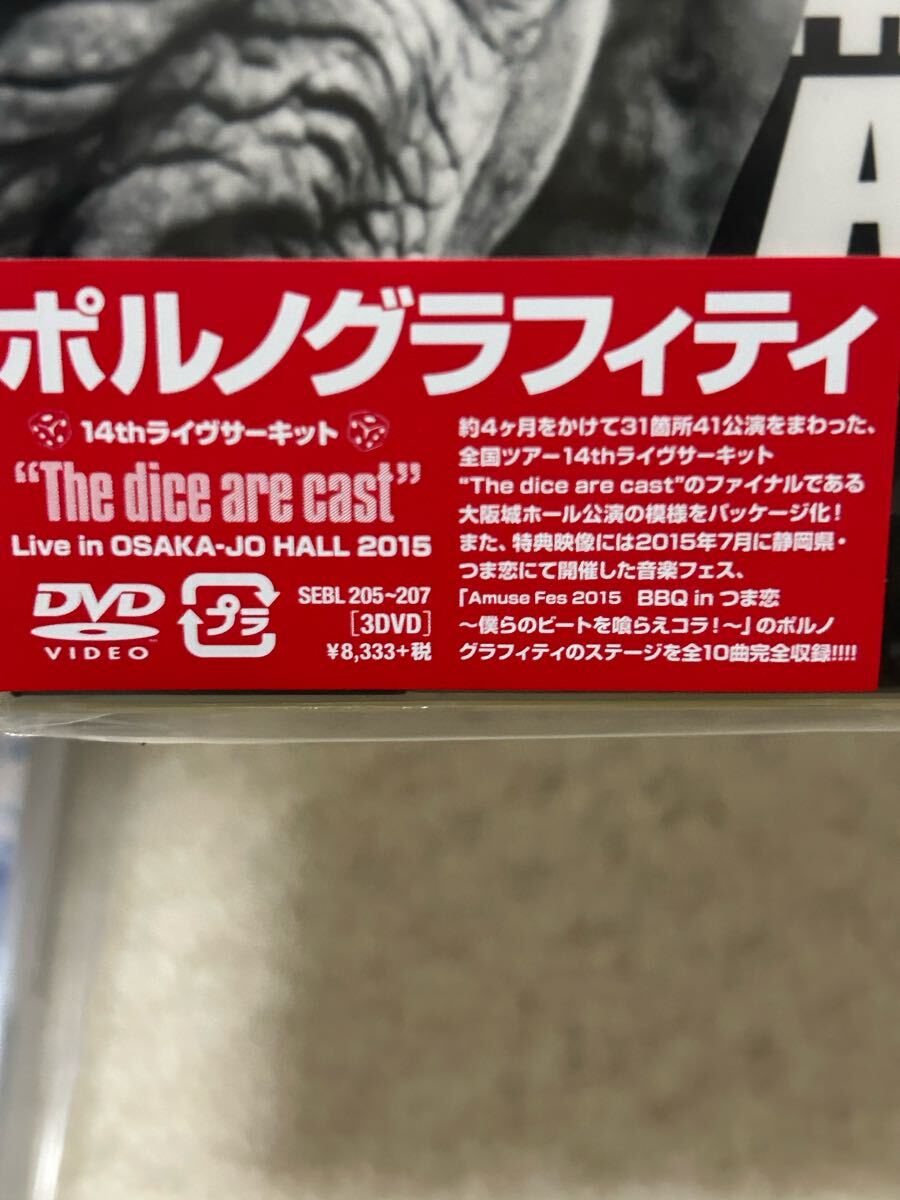 A
ポルノグラフィティ
14thライヴサーキット
“The dice are cast”
Live in OSAKA-JO HALL 2015
DVD
VIDEO
TM
プラ
SEBL 205~207
[3DVD]
¥8,333+税
約4ヶ月をかけて31箇所41公演をまわった、
全国ツアー14thライヴサーキット
“The dice are cast”のファイナルである
大阪城ホール公演の模様をパッケージ化!
また、特典映像には2015年7月に静岡県・
つま恋にて開催した音楽フェス、
「Amuse Fes 2015 BBQ in つま恋
～僕らのビートを喰らえコラ!～」のポルノ
グラフィティのステージを全10曲完全収録!!!!